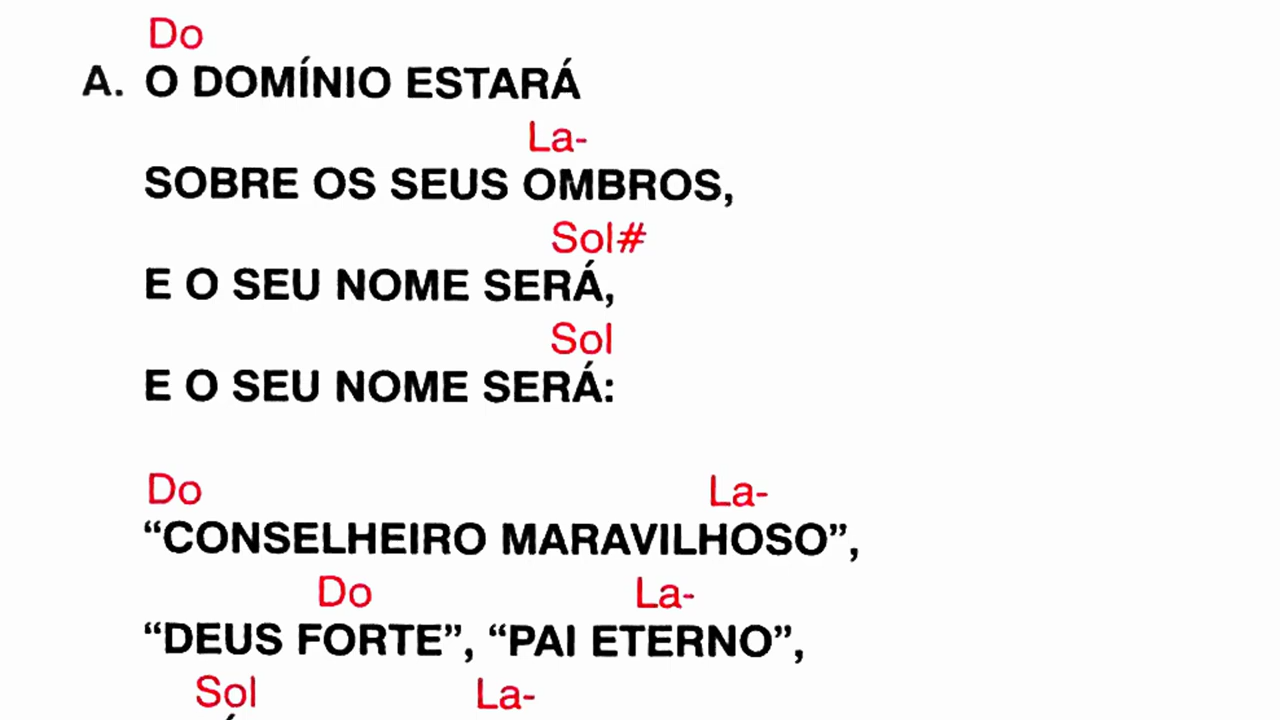 Do
A. O DOMÍNIO ESTARÁ
La-
SOBRE OS SEUS OMBROS,
Sol#
E O SEU NOME SERÁ,
Sol
E O SEU NOME SERÁ:
Do La-
“CONSELHEIRO MARAVILHOSO”,
Do La-
“DEUS FORTE”, “PAI ETERNO”,
Sol La-